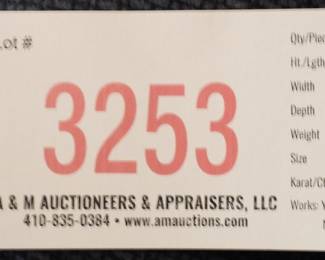 Lot #
3253
A & M AUCTIONEERS & APPRAISERS, LLC
410-835-0384 • www.amauctions.com
Qty/Piec
Ht./Lgth
Width
Depth
Weight
Size
Karat/Ct
Works: Y